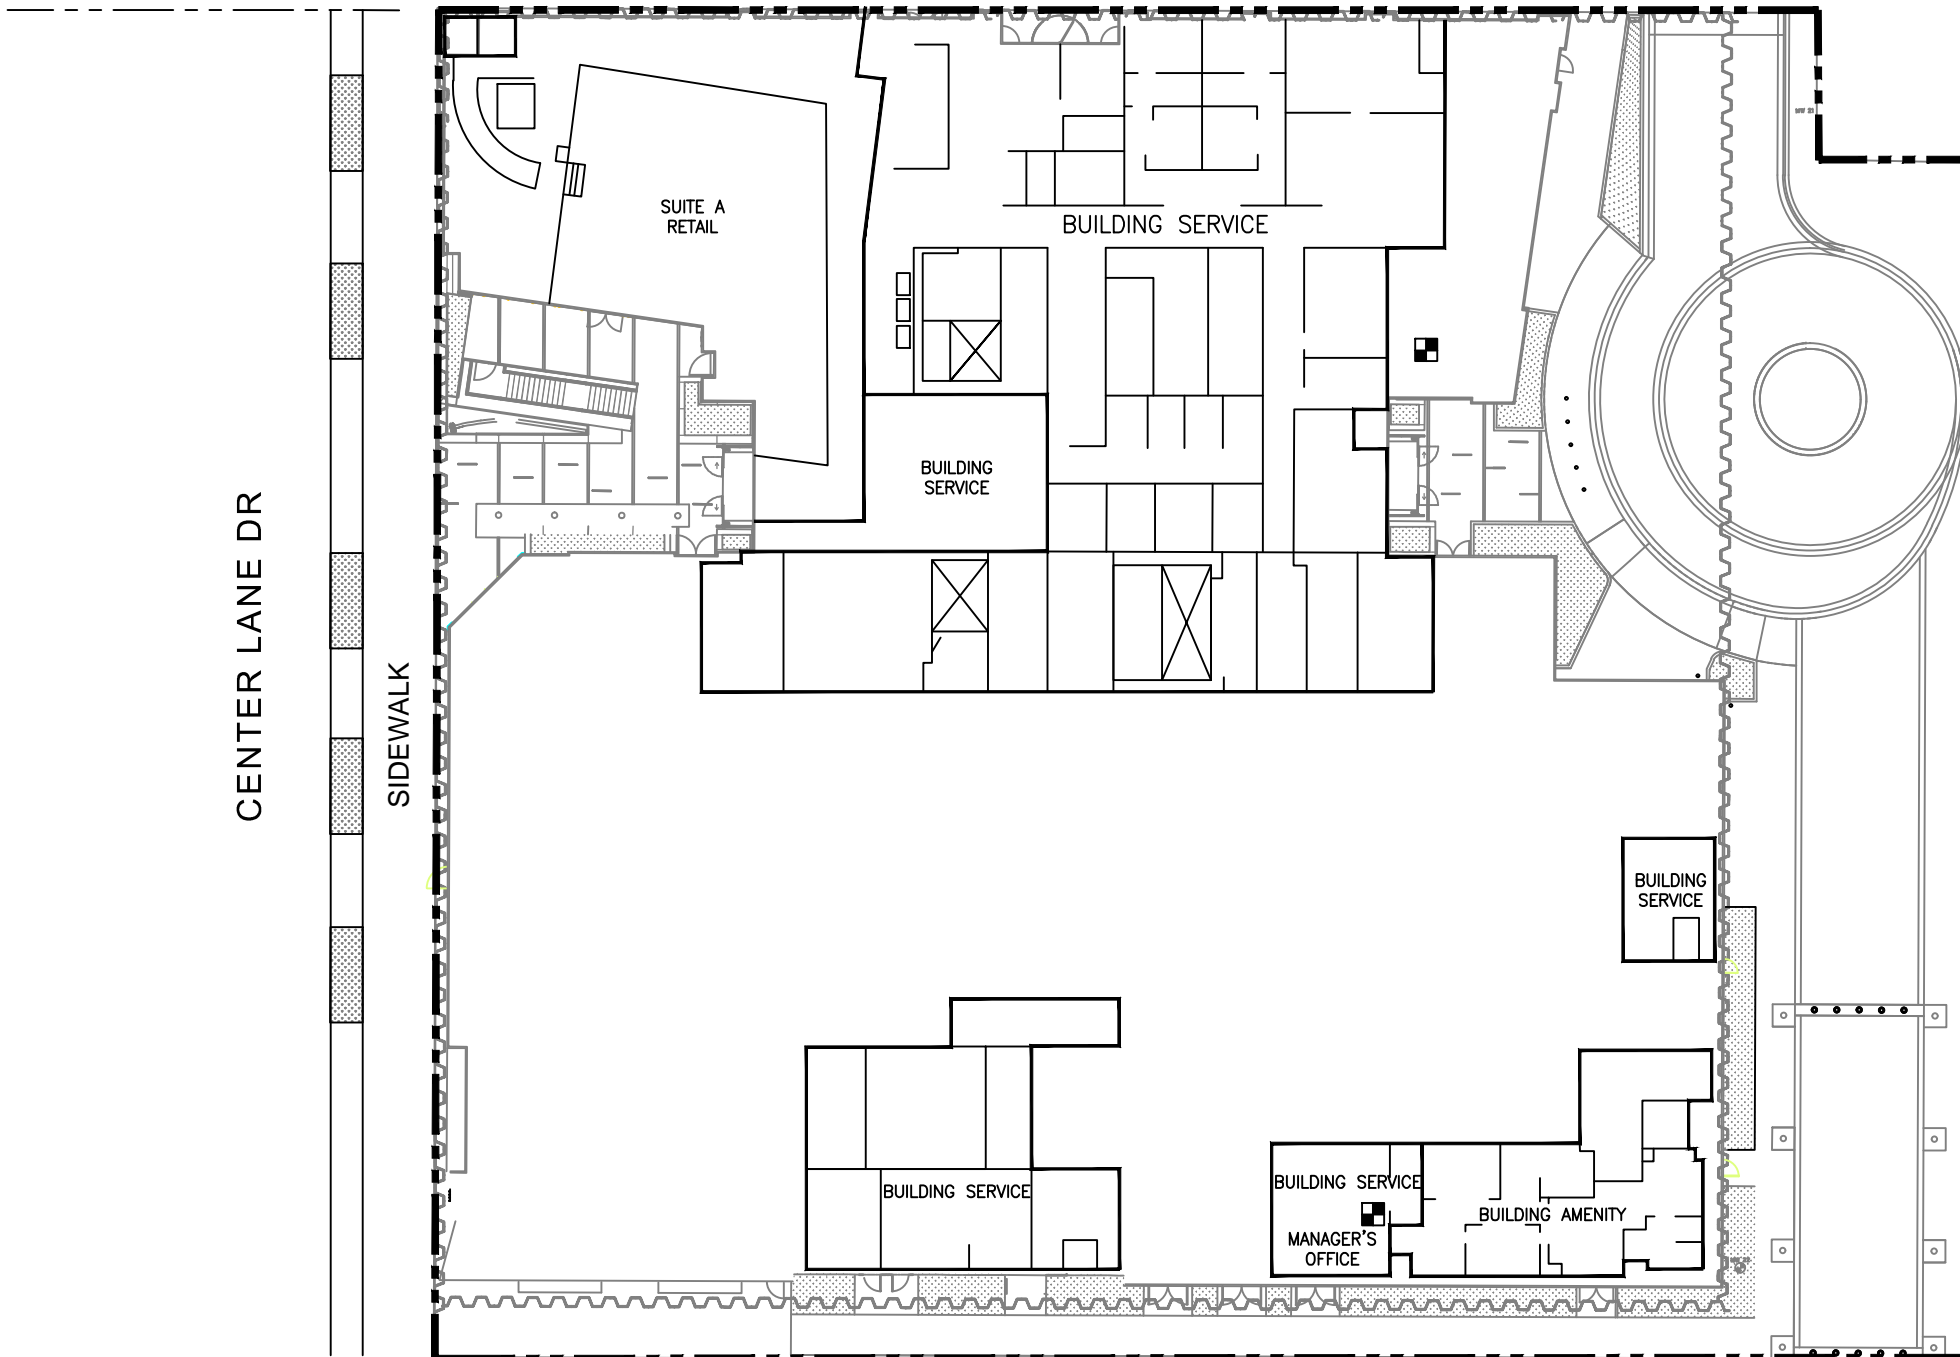 SUITE A
RETAIL
BUILDING SERVICE
BUILDING
SERVICE
CENTER LANE DR
SIDEWALK
BUILDING
SERVICE
BUILDING SERVICE
BUILDING SERVICE
MANAGER'S
OFFICE
BUILDING AMENITY